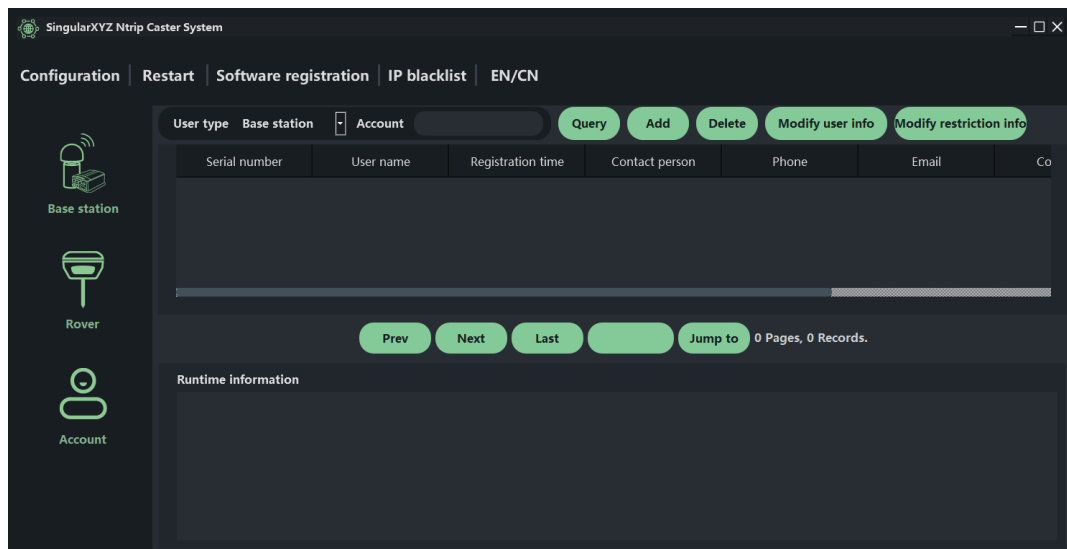 SingularXYZ Ntrip Caster System
Configuration Restart Software registration IP blacklist EN/CN
User type Base station Account Query Add Delete Modify user info Modify restriction info
Serial number User name Registration time Contact person Phone Email Co
Base station
Rover
Prev Next Last Jump to 0 Pages, 0 Records.
Runtime information
Account